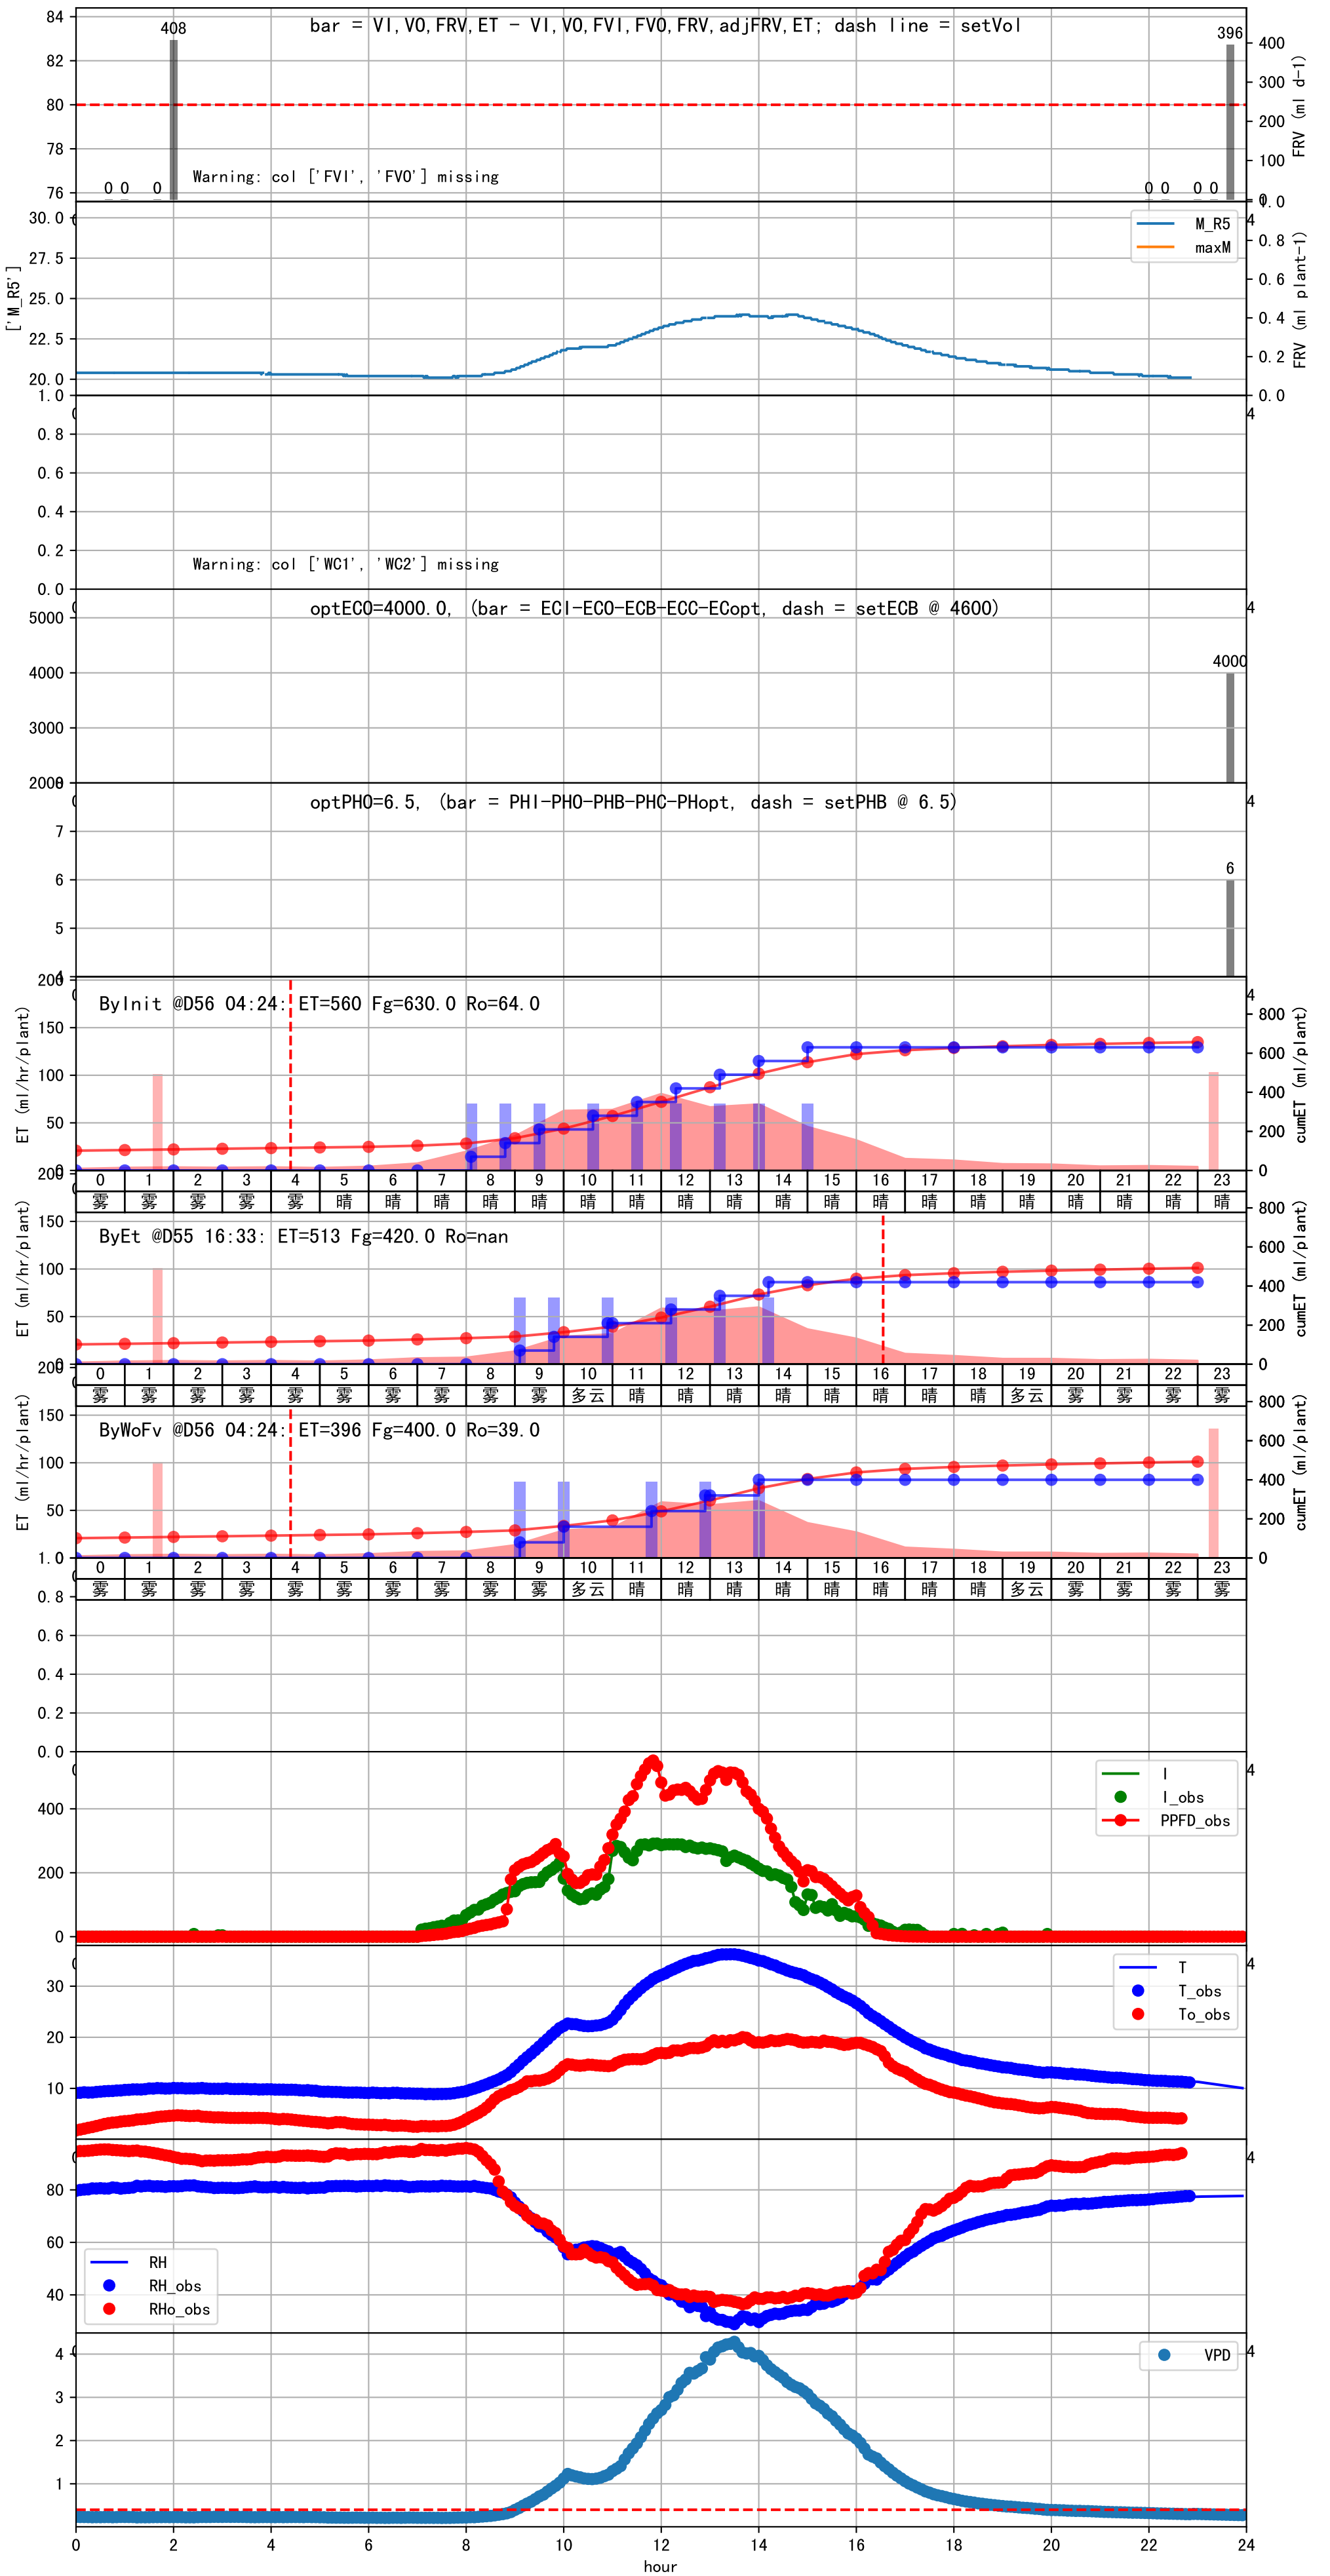 bar = VI,VO,FRV,ET - VI,VO,FVI,FVO,FRV,adjFRV,ET; dash line = setVol
84
82
80
78
76
408
396
0 0 0
0 0 0 0
Warning: col ['FVI', 'FVO'] missing
400
300
200
100
0
FRV (ml d-1)
['M_R5']
30.0
27.5
25.0
22.5
20.0
M_R5
maxM
1.0
0.8
0.6
0.4
0.2
0.0
FRV (ml plant-1)
4
1.0
0.8
0.6
0.4
0.2
0.0
Warning: col ['WC1', 'WC2'] missing
4
optECO=4000.0, (bar = ECI-ECO-ECB-ECC-ECopt, dash = setECB @ 4600)
5000
4000
3000
2000
4000
4
optPHO=6.5, (bar = PHI-PHO-PHB-PHC-PHopt, dash = setPHB @ 6.5)
8
7
6
5
4
6
4
ByInit @D56 04:24: ET=560 Fg=630.0 Ro=64.0
ET (ml/hr/plant)
200
150
100
50
0
800
600
400
200
0
cumET (ml/plant)
4
0 1 2 3 4 5 6 7 8 9 10 11 12 13 14 15 16 17 18 19 20 21 22 23
雾 雾 雾 雾 雾 晴 晴 晴 晴 晴 晴 晴 晴 晴 晴 晴 晴 晴 晴 晴 晴 晴 晴 晴
ByEt @D55 16:33: ET=513 Fg=420.0 Ro=nan
ET (ml/hr/plant)
200
150
100
50
0
800
600
400
200
0
cumET (ml/plant)
0 1 2 3 4 5 6 7 8 9 10 11 12 13 14 15 16 17 18 19 20 21 22 23
雾 雾 雾 雾 雾 雾 雾 雾 雾 雾 多云 晴 晴 晴 晴 晴 晴 晴 晴 多云 雾 雾 雾 雾
ByWoFv @D56 04:24: ET=396 Fg=400.0 Ro=39.0
ET (ml/hr/plant)
200
150
100
50
800
600
400
200
0
cumET (ml/plant)
0 1 2 3 4 5 6 7 8 9 10 11 12 13 14 15 16 17 18 19 20 21 22 23
雾 雾 雾 雾 雾 雾 雾 雾 雾 雾 多云 晴 晴 晴 晴 晴 晴 晴 晴 多云 雾 雾 雾 雾
1.0
0.8
0.6
0.4
0.2
0.0
4
400
200
0
I
I_obs
PPFD_obs
4
30
20
10
T
T_obs
To_obs
4
80
60
40
RH
RH_obs
RHo_obs
4
4
3
2
1
VPD
0 2 4 6 8 10 12 14 16 18 20 22 24
hour